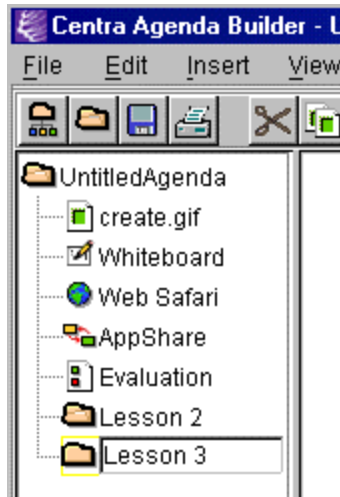 Centra Agenda Builder - U
File Edit Insert View
UntitledAgenda
create.gif
Whiteboard
Web Safari
AppShare
Evaluation
Lesson 2
Lesson 3